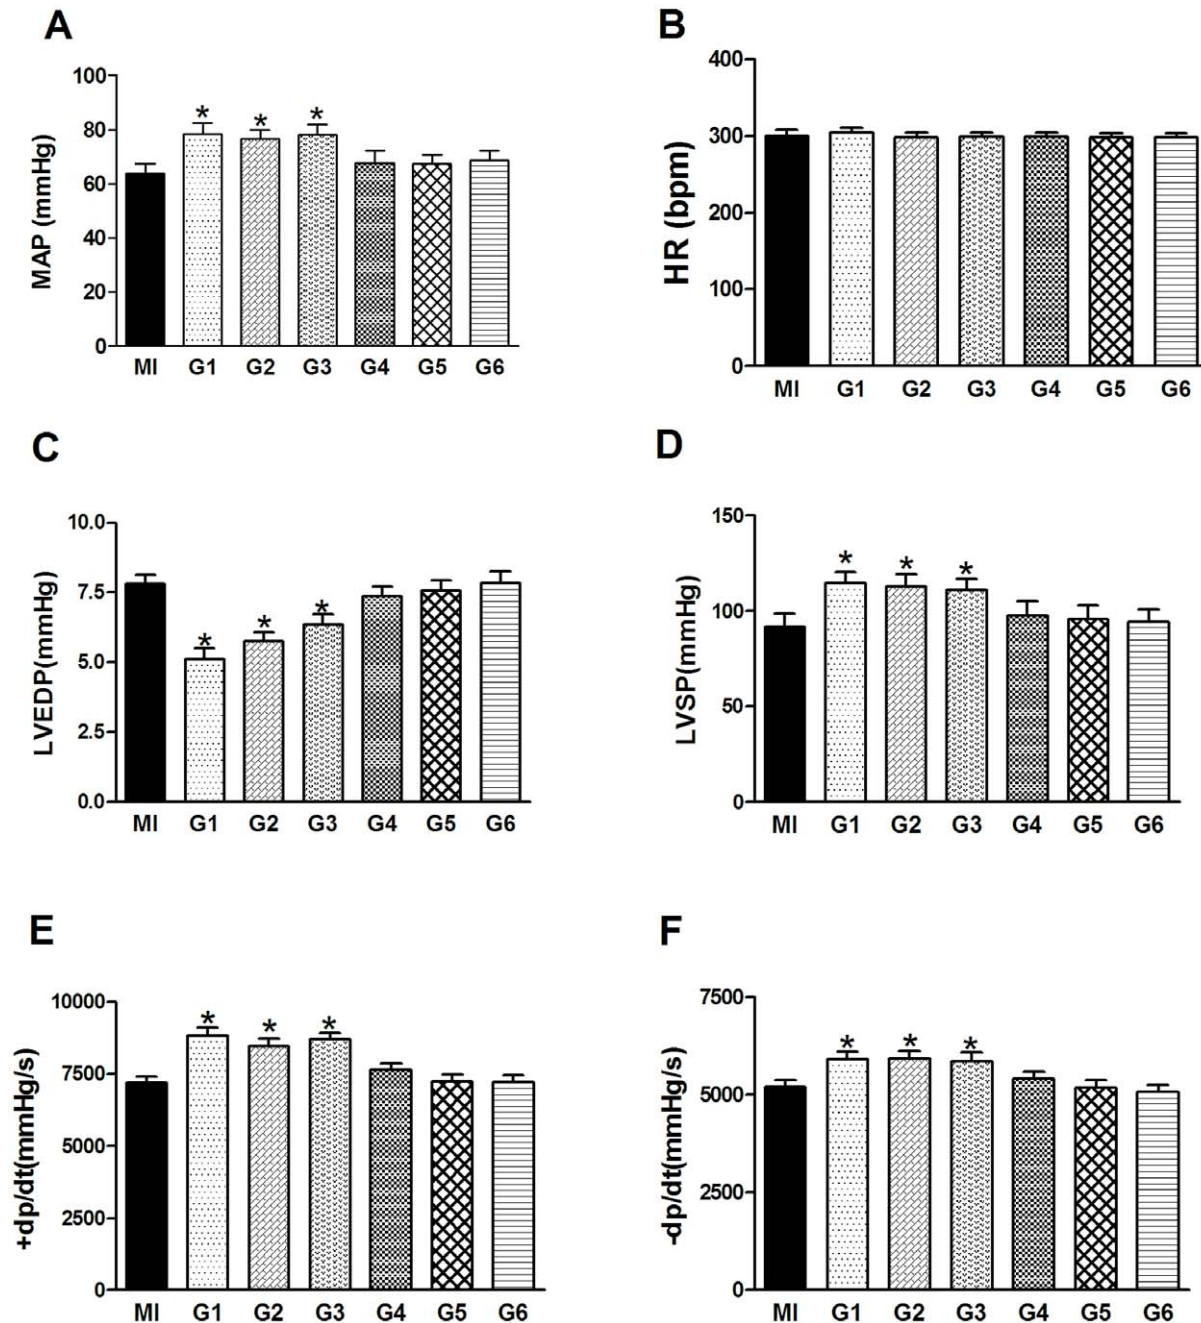 A
MAP (mmHg)
100
80
60
40
20
0
* * *
MI G1 G2 G3 G4 G5 G6
B
HR (bpm)
400
300
200
100
0
MI G1 G2 G3 G4 G5 G6
C
LVEDP(mmHg)
10.0
7.5
5.0
2.5
0.0
* * *
MI G1 G2 G3 G4 G5 G6
D
LVSP(mmHg)
150
100
50
0
* * *
MI G1 G2 G3 G4 G5 G6
E
+dp/dt(mmHg/s)
10000
7500
5000
2500
0
* * *
MI G1 G2 G3 G4 G5 G6
F
-dp/dt(mmHg/s)
7500
5000
2500
0
* * *
MI G1 G2 G3 G4 G5 G6